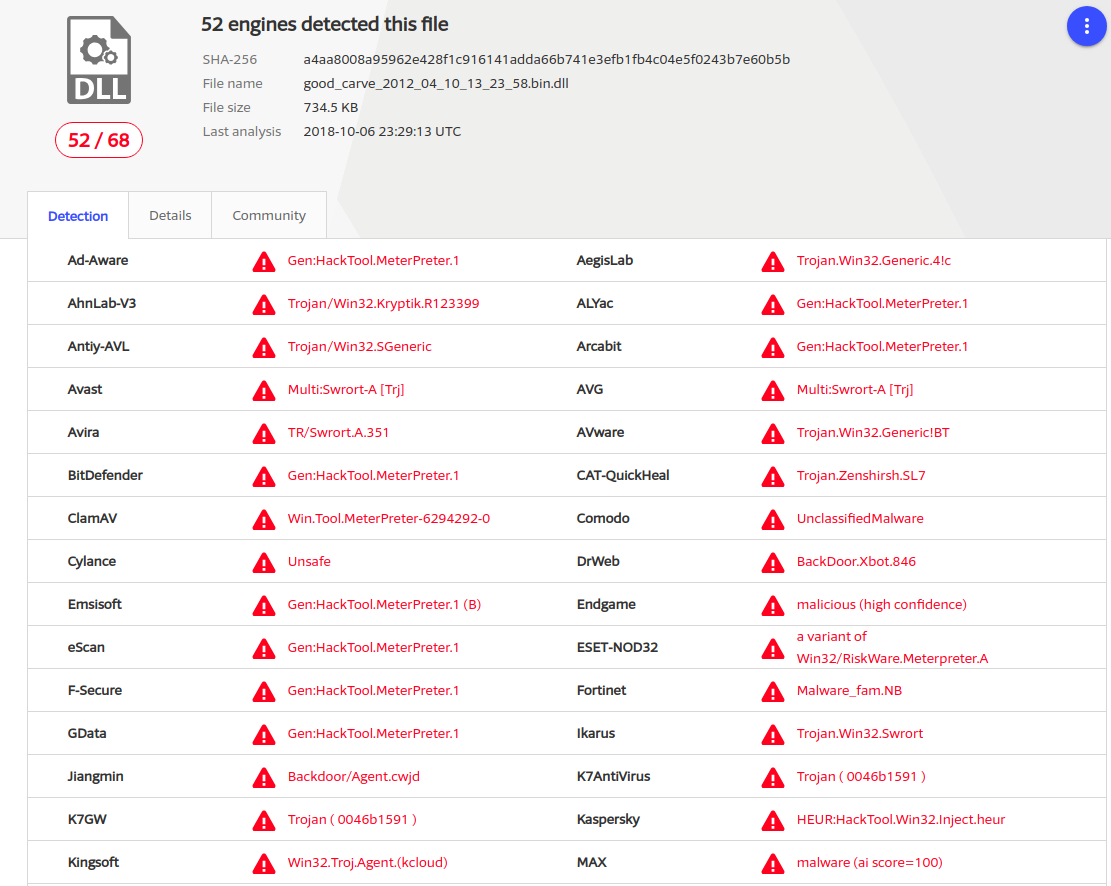 52 engines detected this file
SHA-256 a4aa8008a95962e428f1c916141adda66b741e3efb1fb4c04e5f0243b7e60b5b
File name good_carve_2012_04_10_13_23_58.bin.dll
File size 734.5 KB
Last analysis 2018-10-06 23:29:13 UTC
DLL
52 / 68
Detection Details Community
Ad-Aware Gen:HackTool.MeterPreter.1 AegisLab Trojan.Win32.Generic.4!c
AhnLab-V3 Trojan/Win32.Kryptik.R123399 ALYac Gen:HackTool.MeterPreter.1
Antiy-AVL Trojan/Win32.SGeneric Arcabit Gen:HackTool.MeterPreter.1
Avast Multi:Swrort-A [Trj] AVG Multi:Swrort-A [Trj]
Avira TR/Swrort.A.351 AVware Trojan.Win32.Generic!BT
BitDefender Gen:HackTool.MeterPreter.1 CAT-QuickHeal Trojan.Zenshirsh.SL7
ClamAV Win.Tool.MeterPreter-6294292-0 Comodo UnclassifiedMalware
Cylance Unsafe DrWeb BackDoor.Xbot.846
Emsisoft Gen:HackTool.MeterPreter.1 (B) Endgame malicious (high confidence)
eScan Gen:HackTool.MeterPreter.1 ESET-NOD32 a variant of
Win32/RiskWare.Meterpreter.A
F-Secure Gen:HackTool.MeterPreter.1 Fortinet Malware_fam.NB
GData Gen:HackTool.MeterPreter.1 Ikarus Trojan.Win32.Swrort
Jiangmin Backdoor/Agent.cwjd K7AntiVirus Trojan ( 0046b1591 )
K7GW Trojan ( 0046b1591 ) Kaspersky HEUR:HackTool.Win32.Inject.heur
Kingsoft Win32.Troj.Agent.(kcloud) MAX malware (ai score=100)